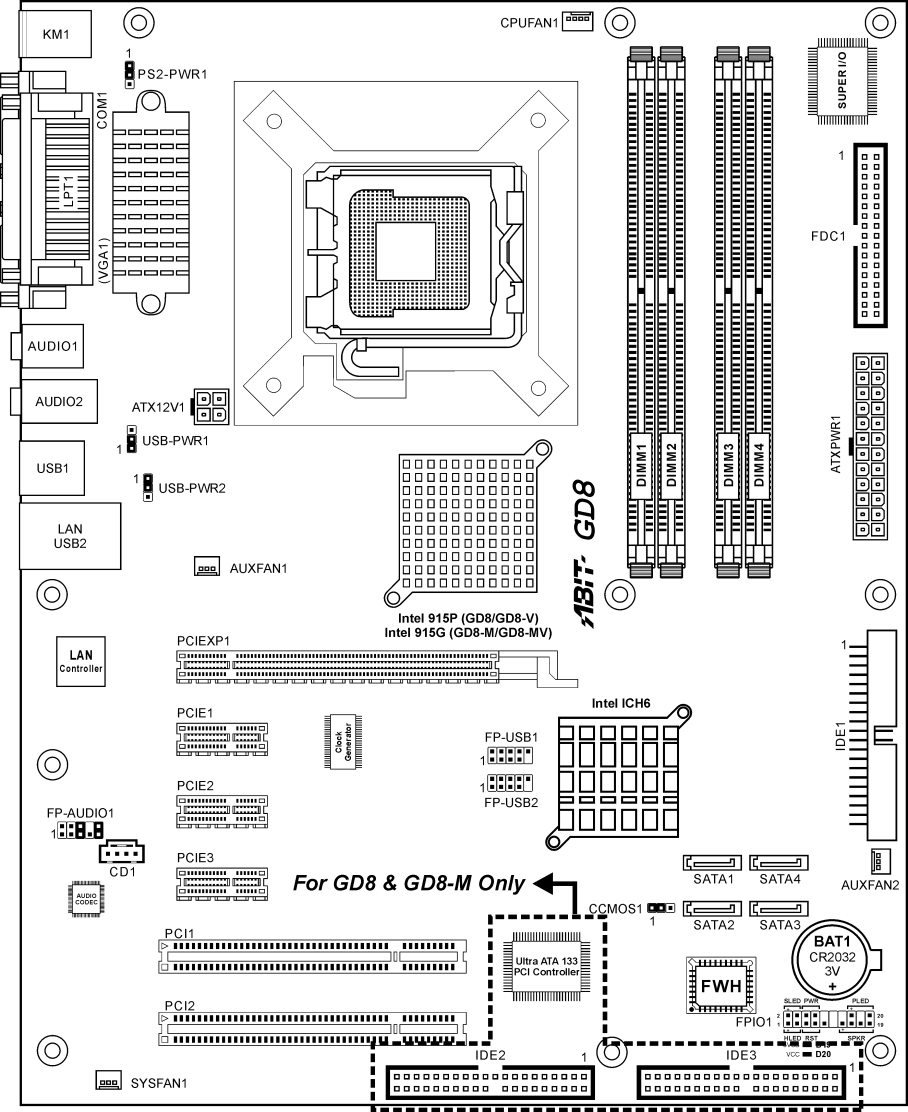 KM1
CPUFAN1
1
PS2-PWR1
SUPER I/O
COM1
LPT1
(VGA1)
1
FDC1
AUDIO1
AUDIO2
ATX12V1
USB-PWR1
1
USB1
1
USB-PWR2
DIMM1
DIMM2
DIMM3
DIMM4
ATXPWR1
LAN
USB2
AUXFAN1
ABIT GD8
Intel 915P (GD8/GD8-V)
Intel 915G (GD8-M/GD8-MV)
LAN
Controller
PCIEXP1
1
IDE1
Intel ICH6
PCIE1
Clock
Generator
FP-USB1
1
1
FP-USB2
PCIE2
FP-AUDIO1
1
CD1
PCIE3
AUDIO
CODEC
For GD8 & GD8-M Only
SATA1
SATA4
AUXFAN2
CCMOS1
1
SATA2
SATA3
PCI1
Ultra ATA 133
PCI Controller
BAT1
CR2032
3V
+
FWH
SLED PWR PLED
FPIO1
2
1
20
19
HLED RST SPKR
PCI2
VCC D20
IDE2
1
IDE3
1
SYSFAN1